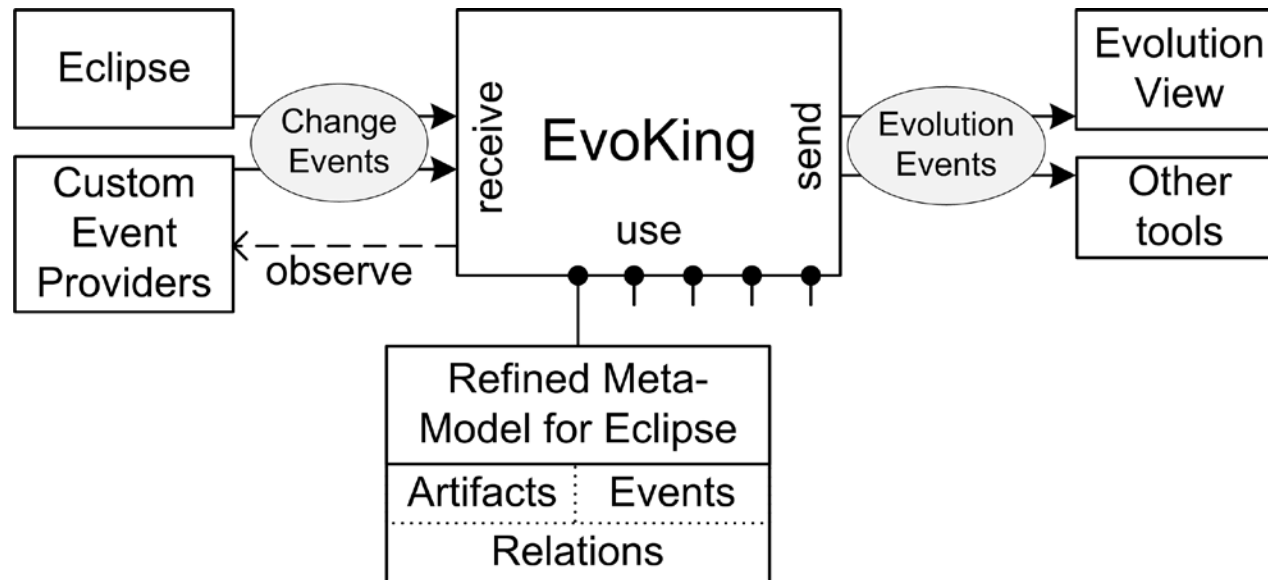 Eclipse
Custom
Event
Providers
Change
Events
observe
receive
EvoKing
use
send
Evolution
Events
Evolution
View
Other
tools
Refined Meta-
Model for Eclipse
Artifacts
Events
Relations